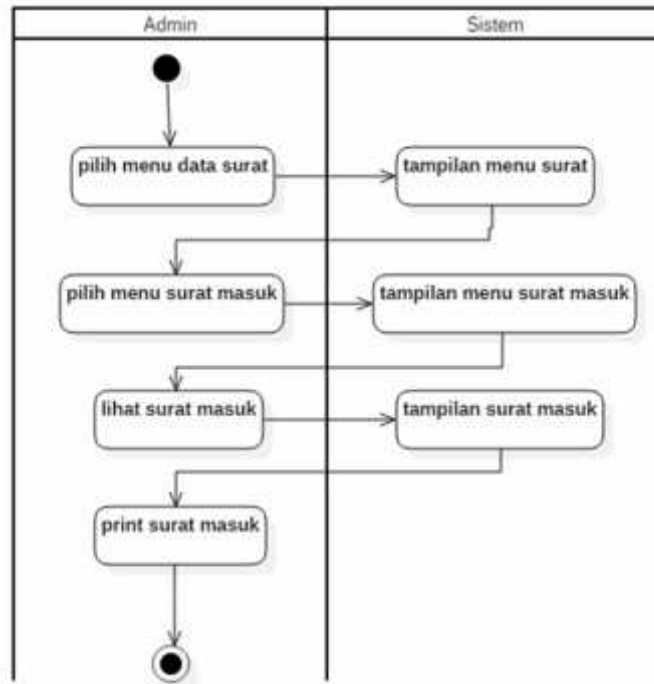 Admin
Sistem
pilih menu data surat
tampilan menu surat
pilih menu surat masuk
tampilan menu surat masuk
lihat surat masuk
tampilan surat masuk
print surat masuk